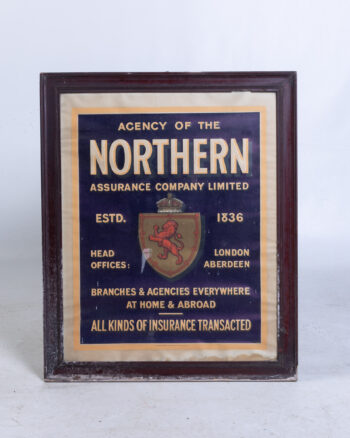 AGENCY OF THE
NORTHERN
ASSURANCE COMPANY LIMITED
ESTD. 1836
HEAD OFFICES: LONDON ABERDEEN
BRANCHES & AGENCIES EVERYWHERE
AT HOME & ABROAD
ALL KINDS OF INSURANCE TRANSACTED